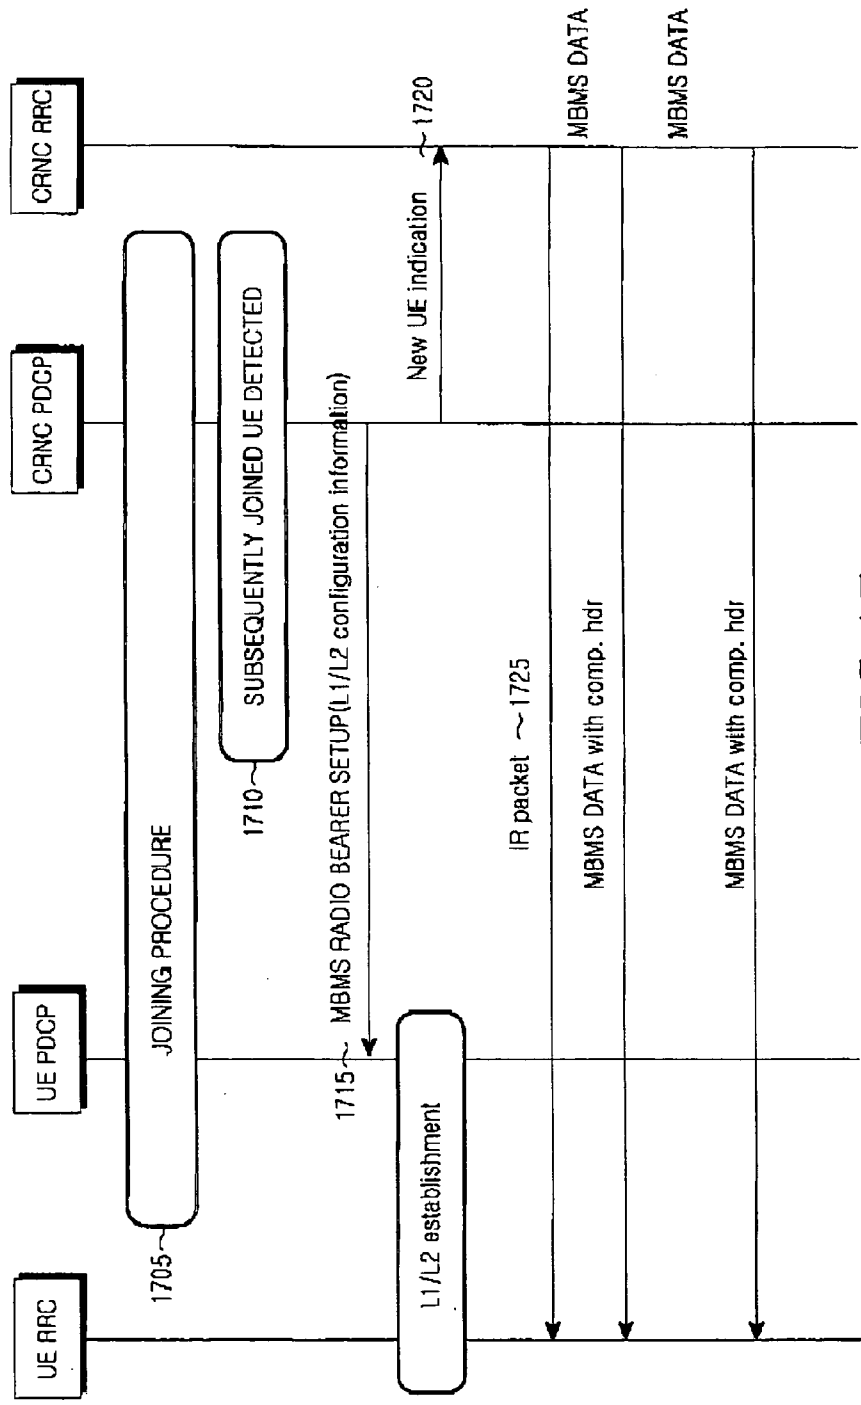 UE RRC
UE PDCP
CRNC PDCP
CRNC RRC
1705
JOINING PROCEDURE
1710
SUBSEQUENTLY JOINED UE DETECTED
1715
MBMS RADIO BEARER SETUP(L1/L2 configuration information)
L1/L2 establishment
New UE indication
1720
IR packet
1725
MBMS DATA with comp. hdr
MBMS DATA
MBMS DATA with comp. hdr
MBMS DATA